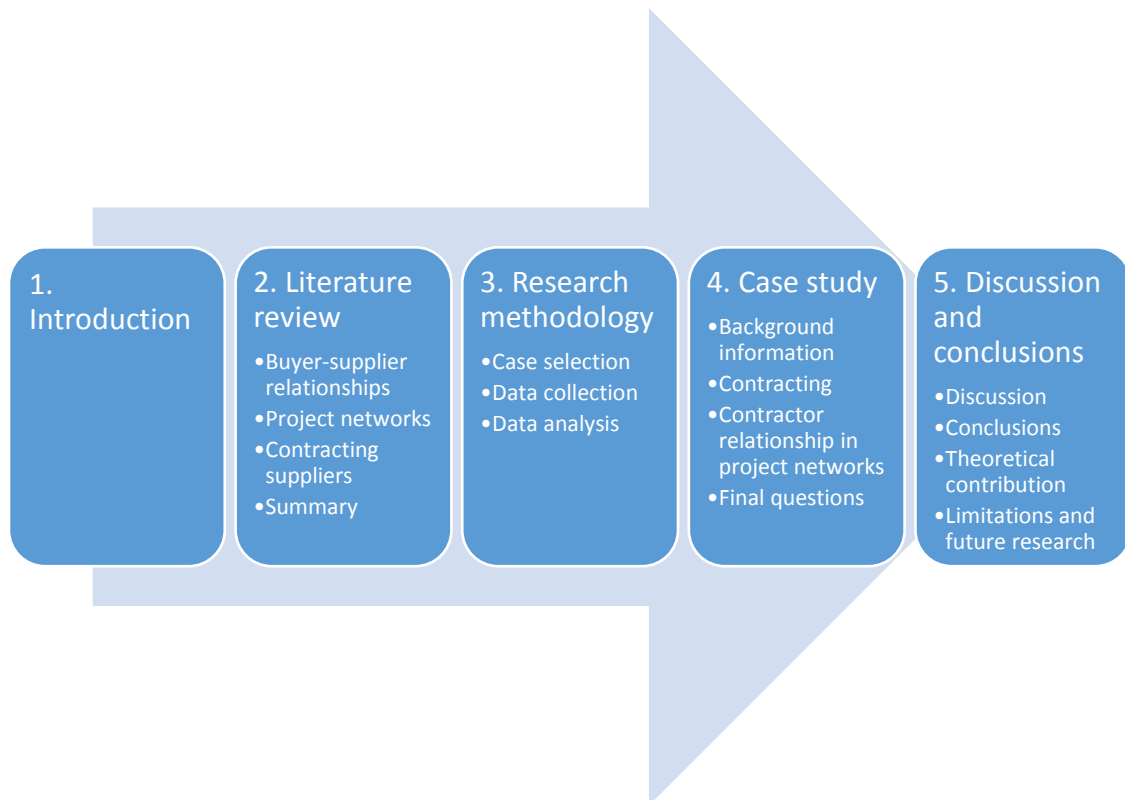 1.
Introduction
2. Literature
review
•Buyer-supplier
relationships
•Project networks
•Contracting
suppliers
•Summary
3. Research
methodology
•Case selection
•Data collection
•Data analysis
4. Case study
•Background
information
•Contracting
•Contractor
relationship in
project networks
•Final questions
5. Discussion
and
conclusions
•Discussion
•Conclusions
•Theoretical
contribution
•Limitations and
future research